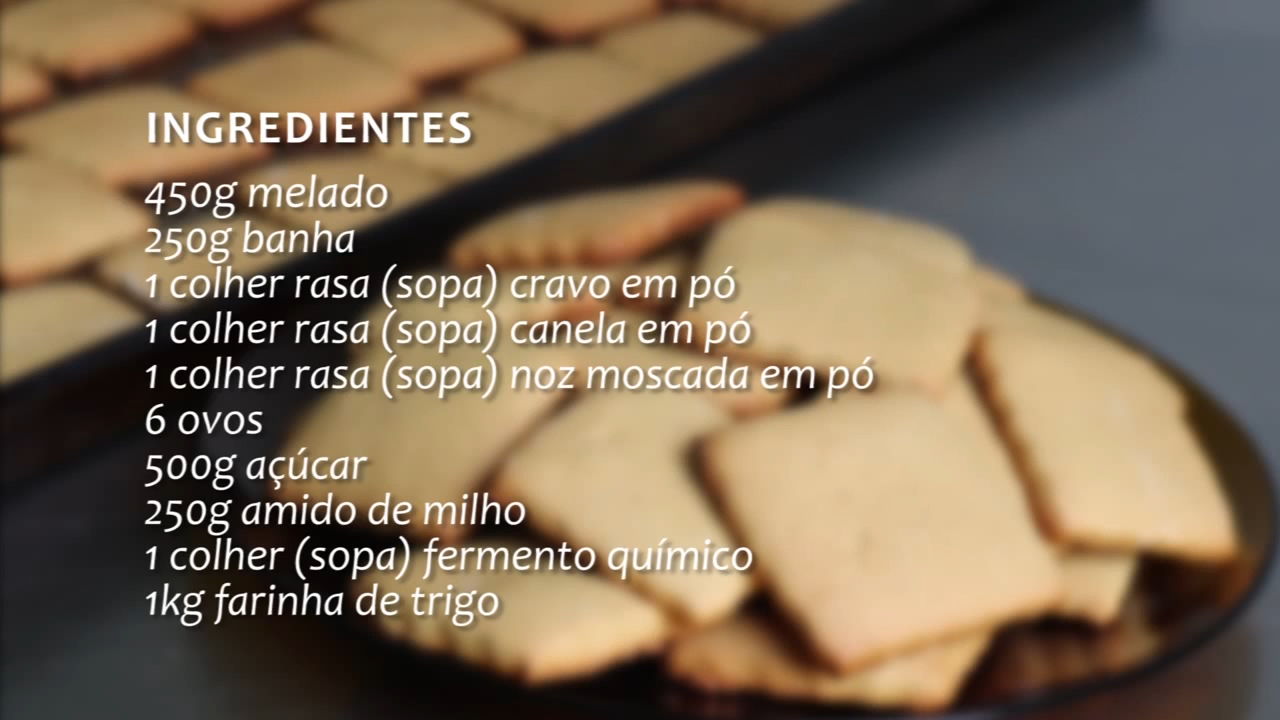 INGREDIENTES
450g melado
250g banha
1 colher rasa (sopa) cravo em pó
1 colher rasa (sopa) canela em pó
1 colher rasa (sopa) noz moscada em pó
6 ovos
500g açúcar
250g amido de milho
1 colher (sopa) fermento químico
1kg farinha de trigo